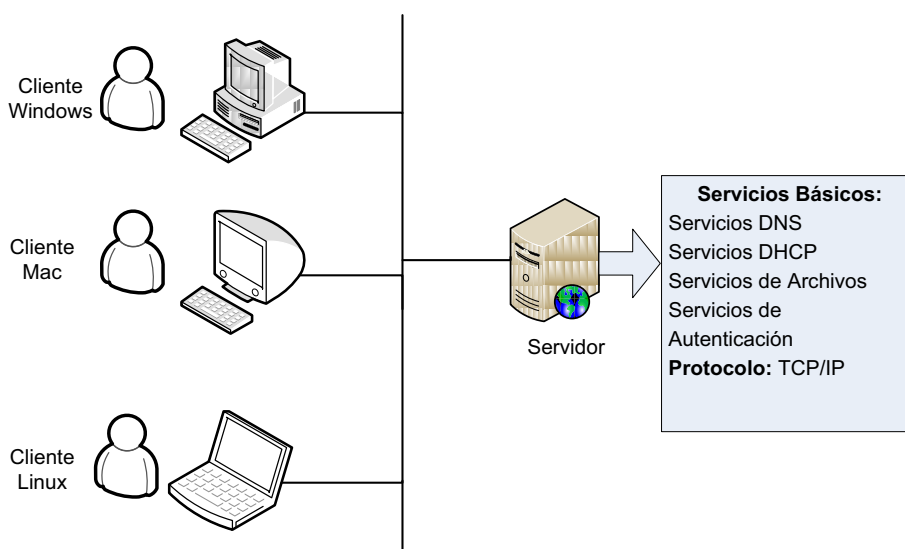 Cliente
Windows
Cliente
Mac
Cliente
Linux
Servidor
Servicios Básicos:
Servicios DNS
Servicios DHCP
Servicios de Archivos
Servicios de
Autenticación
Protocolo: TCP/IP